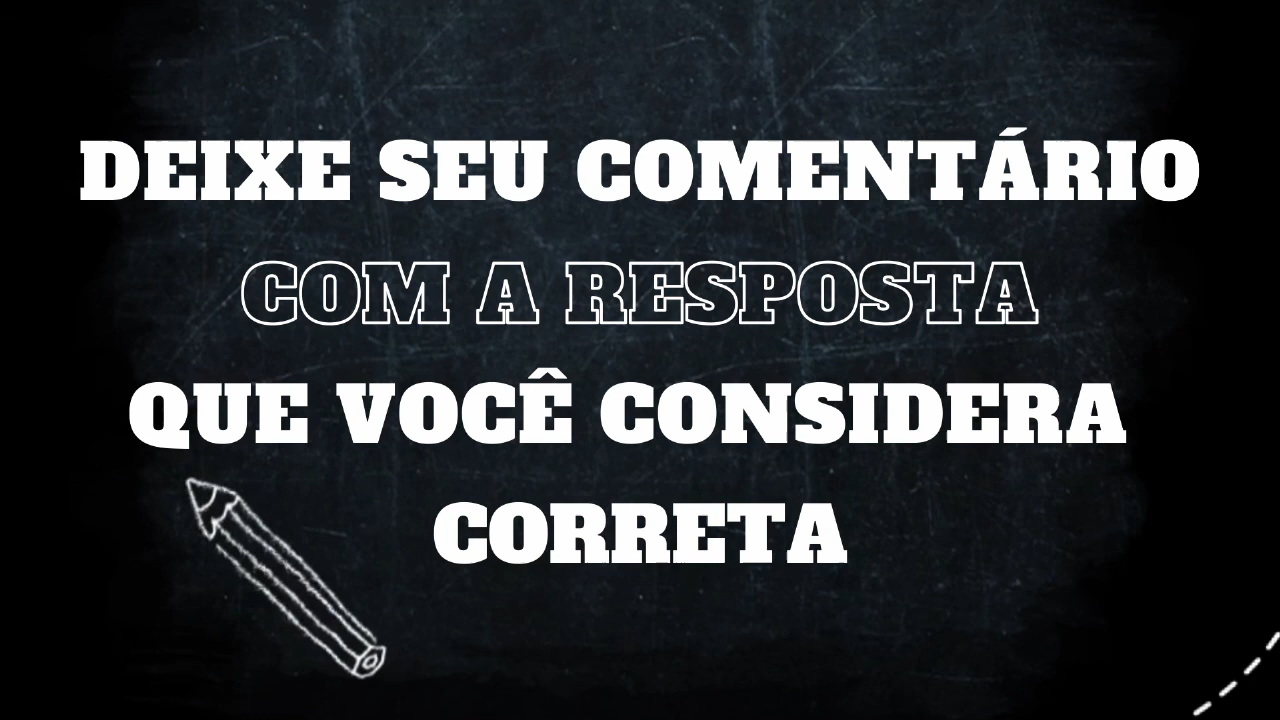 DEIXE SEU COMENTÁRIO
COM A RESPOSTA
QUE VOCÊ CONSIDERA
CORRETA